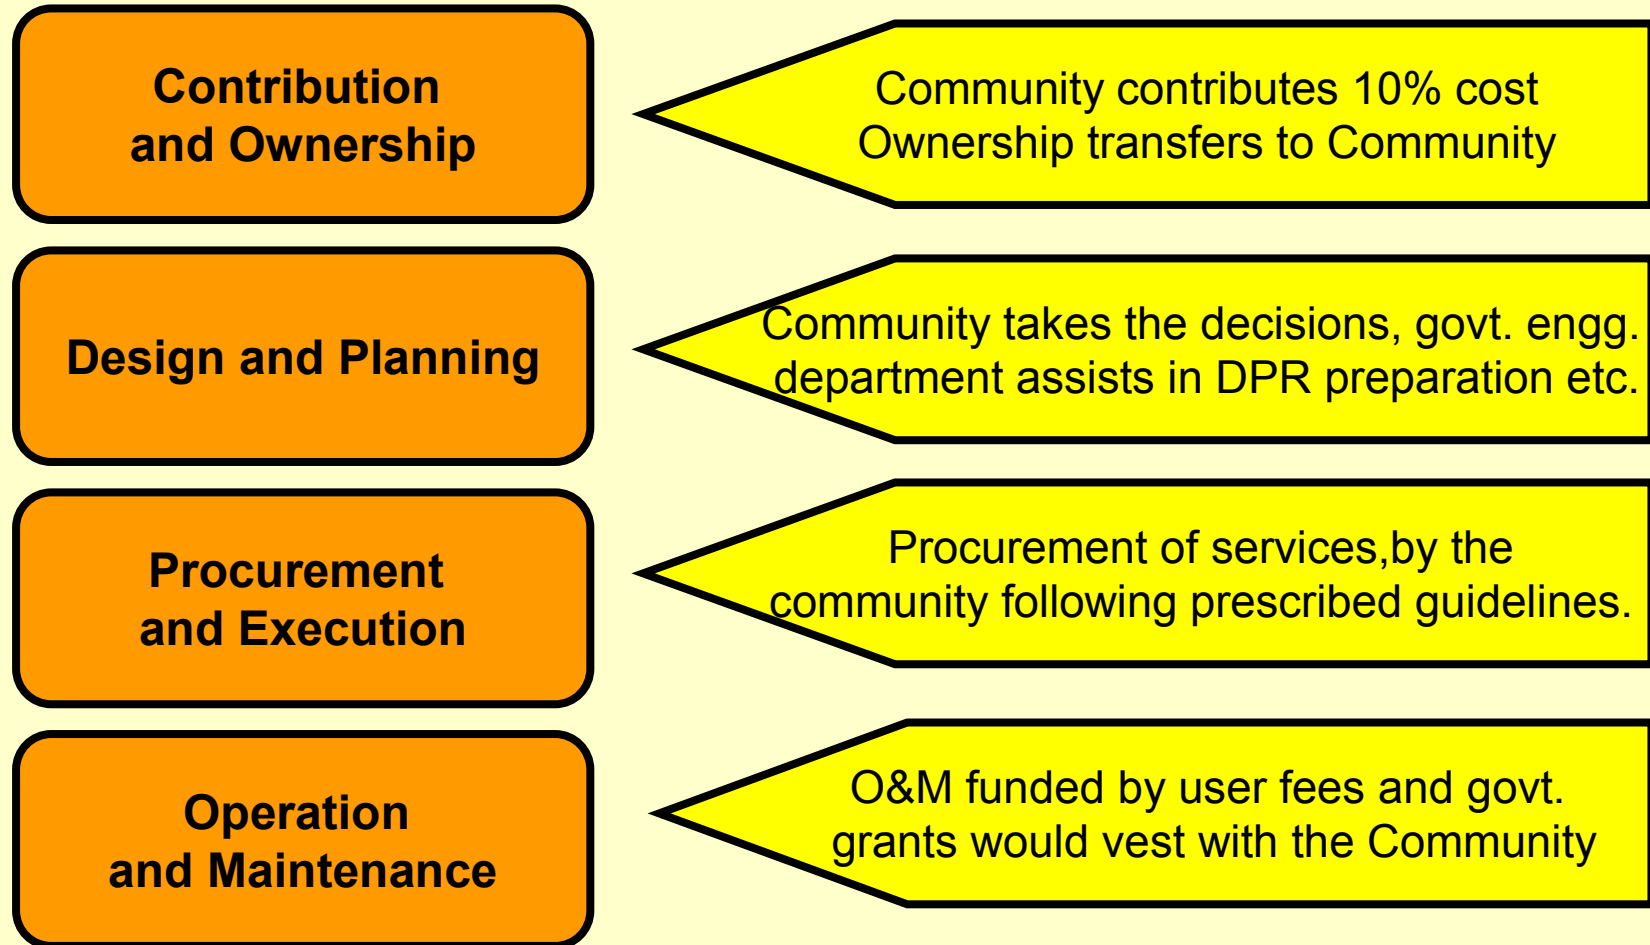 Contribution
and Ownership
Community contributes 10% cost
Ownership transfers to Community
Design and Planning
Community takes the decisions, govt. engg.
department assists in DPR preparation etc.
Procurement
and Execution
Procurement of services,by the
community following prescribed guidelines.
Operation
and Maintenance
O&M funded by user fees and govt.
grants would vest with the Community